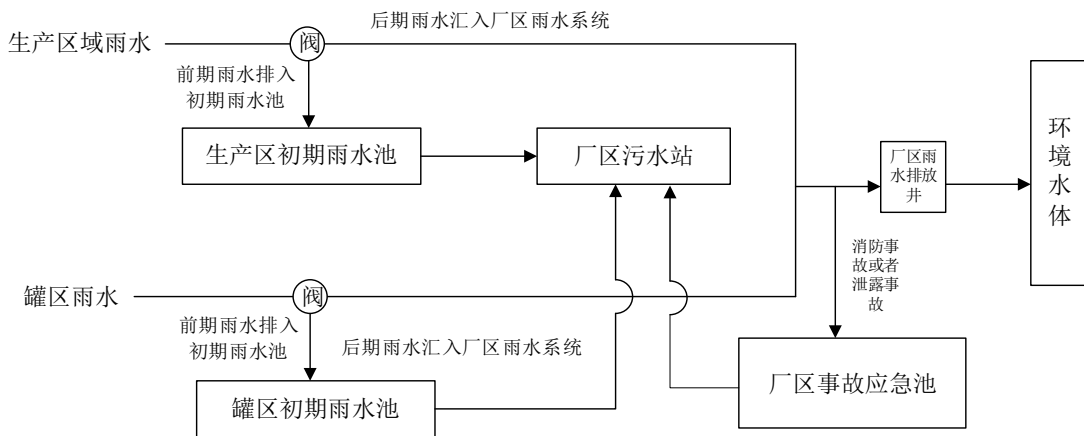 后期雨水汇入厂区雨水系统
生产区域雨水
阀
前期雨水排入
初期雨水池
生产区初期雨水池
厂区污水站
厂区雨
水排放
井
环
境
水
体
消防事
故或者
泄露事
故
罐区雨水
阀
前期雨水排入
初期雨水池
后期雨水汇入厂区雨水系统
罐区初期雨水池
厂区事故应急池